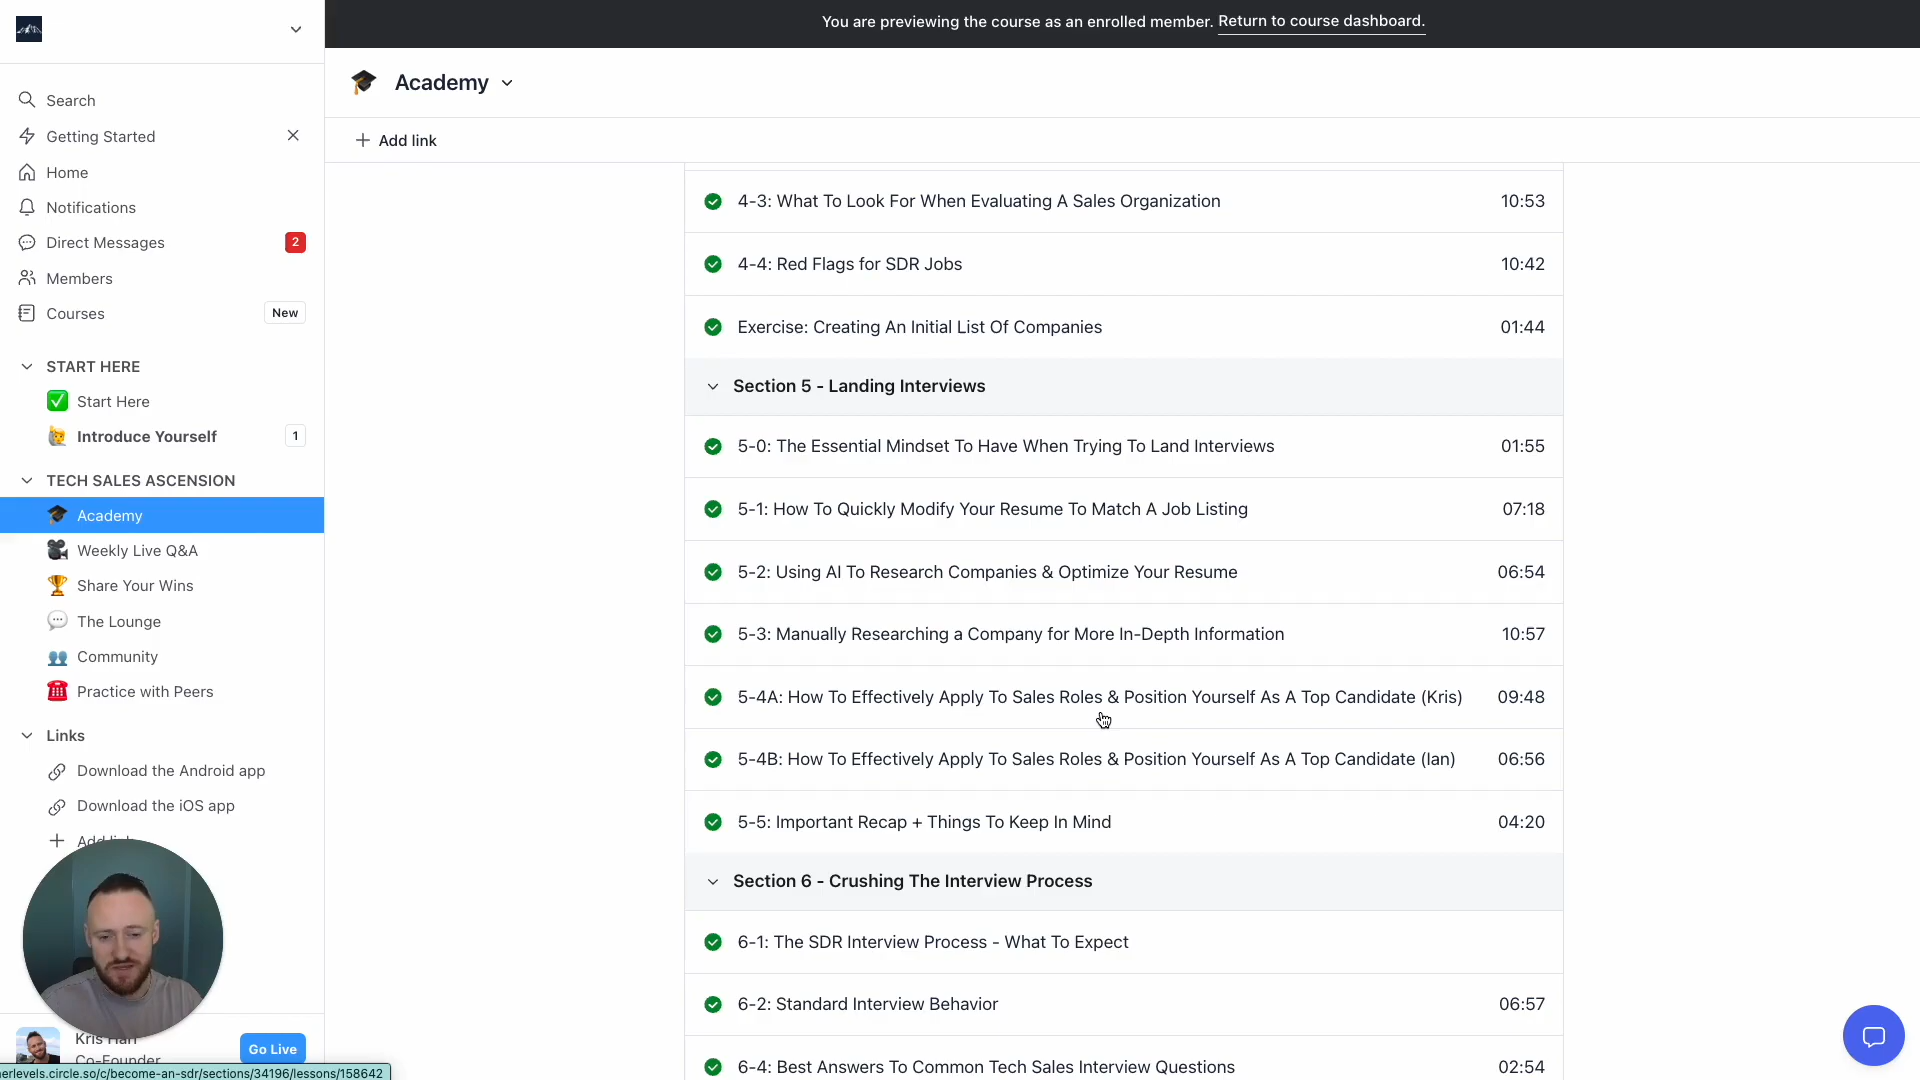 You are previewing the course as an enrolled member. Return to course dashboard.
Search
Getting Started
Home
Notifications
Direct Messages
2
Members
Courses
New
START HERE
Start Here
Introduce Yourself
1
TECH SALES ASCENSION
Academy
Weekly Live Q&A
Share Your Wins
The Lounge
Community
Practice with Peers
Links
Download the Android app
Download the iOS app
Kris
Co-Founder
Go Live
erlevels.circle.so/c/become-an-sdr/sections/34196/lessons/158642
Academy
Add link
4-3: What To Look For When Evaluating A Sales Organization 10:53
4-4: Red Flags for SDR Jobs 10:42
Exercise: Creating An Initial List Of Companies 01:44
Section 5 - Landing Interviews
5-0: The Essential Mindset To Have When Trying To Land Interviews 01:55
5-1: How To Quickly Modify Your Resume To Match A Job Listing 07:18
5-2: Using AI To Research Companies & Optimize Your Resume 06:54
5-3: Manually Researching a Company for More In-Depth Information 10:57
5-4A: How To Effectively Apply To Sales Roles & Position Yourself As A Top Candidate (Kris) 09:48
5-4B: How To Effectively Apply To Sales Roles & Position Yourself As A Top Candidate (Ian) 06:56
5-5: Important Recap + Things To Keep In Mind 04:20
Section 6 - Crushing The Interview Process
6-1: The SDR Interview Process - What To Expect
6-2: Standard Interview Behavior 06:57
6-4: Best Answers To Common Tech Sales Interview Questions 02:54